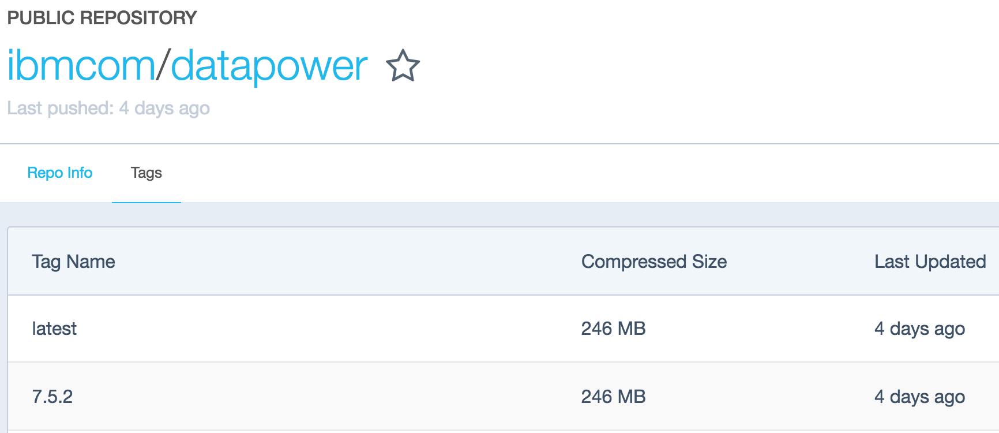 PUBLIC REPOSITORY
ibmcom/datapower
Last pushed: 4 days ago
Repo Info Tags
Tag Name Compressed Size Last Updated
latest 246 MB 4 days ago
7.5.2 246 MB 4 days ago